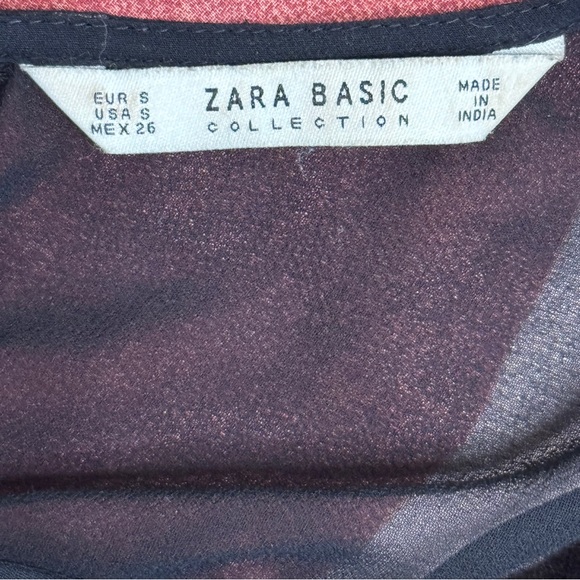 EUR S
USA S
MEX 26
ZARA BASIC
COLLECTION
MADE
IN
INDIA